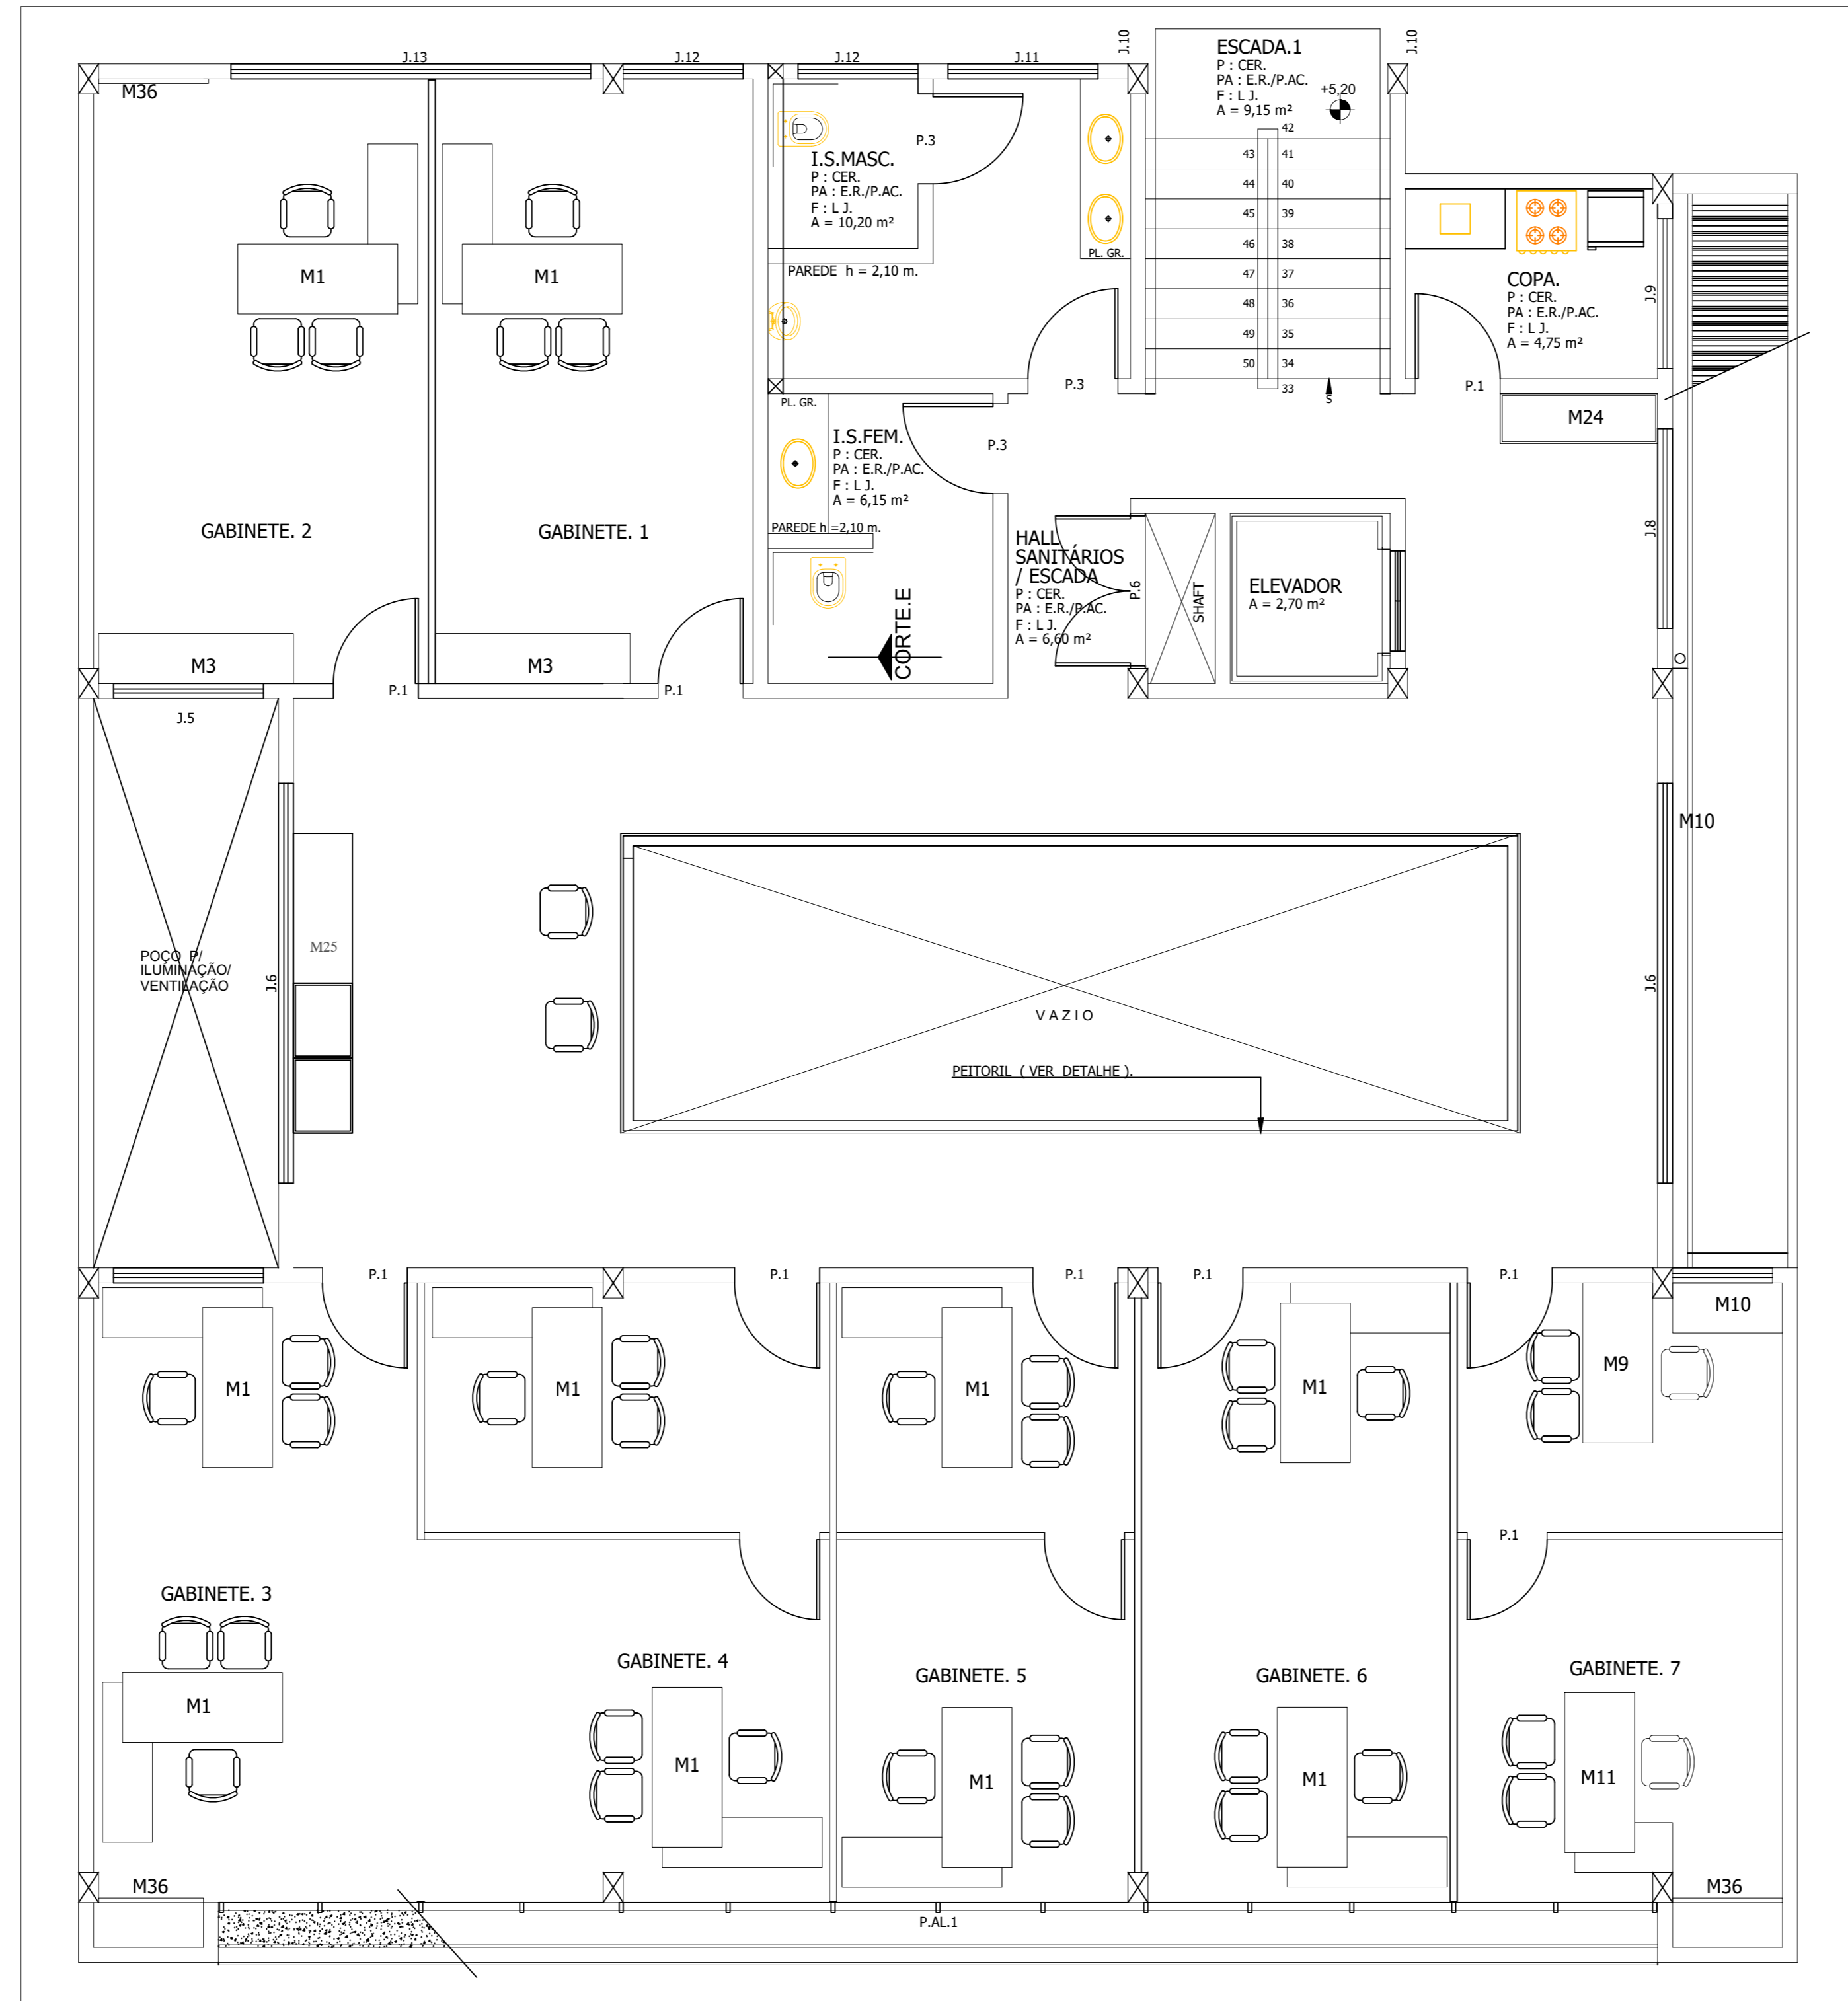 J.13
J.12
J.12
J.11
J.10
J.10
M36
ESCADA.1
P : CER.
PA : E.R./P.AC.
F : L J.
A = 9,15 m²
+5,20
42
43 41
44 40
45 39
46 38
47 37
48 36
49 35
50 34
33
S
P.3
I.S.MASC.
P : CER.
PA : E.R./P.AC.
F : L J.
A = 10,20 m²
PL. GR.
PAREDE h = 2,10 m.
M1
M1
COPA.
P : CER.
PA : E.R./P.AC.
F : L J.
A = 4,75 m²
J.9
P.3
P.1
M24
PL. GR.
I.S.FEM.
P : CER.
PA : E.R./P.AC.
F : L J.
A = 6,15 m²
P.3
PAREDE h =2,10 m.
GABINETE. 2
GABINETE. 1
HALL
SANITÁRIOS
/ ESCADA
P : CER.
PA : E.R./P.AC.
F : L J.
A = 6,60 m²
P.6
SHAFT
ELEVADOR
A = 2,70 m²
J.8
CORTE.E
M3
M3
P.1
P.1
J.5
M10
M25
POÇO P/
ILUMINAÇÃO/
VENTILAÇÃO
J.6
J.6
VAZIO
PEITORIL ( VER DETALHE ).
P.1
P.1
P.1
P.1
P.1
M10
M1
M1
M1
M1
M9
P.1
GABINETE. 3
GABINETE. 4
GABINETE. 5
GABINETE. 6
GABINETE. 7
M1
M1
M1
M1
M11
M36
M36
P.AL.1